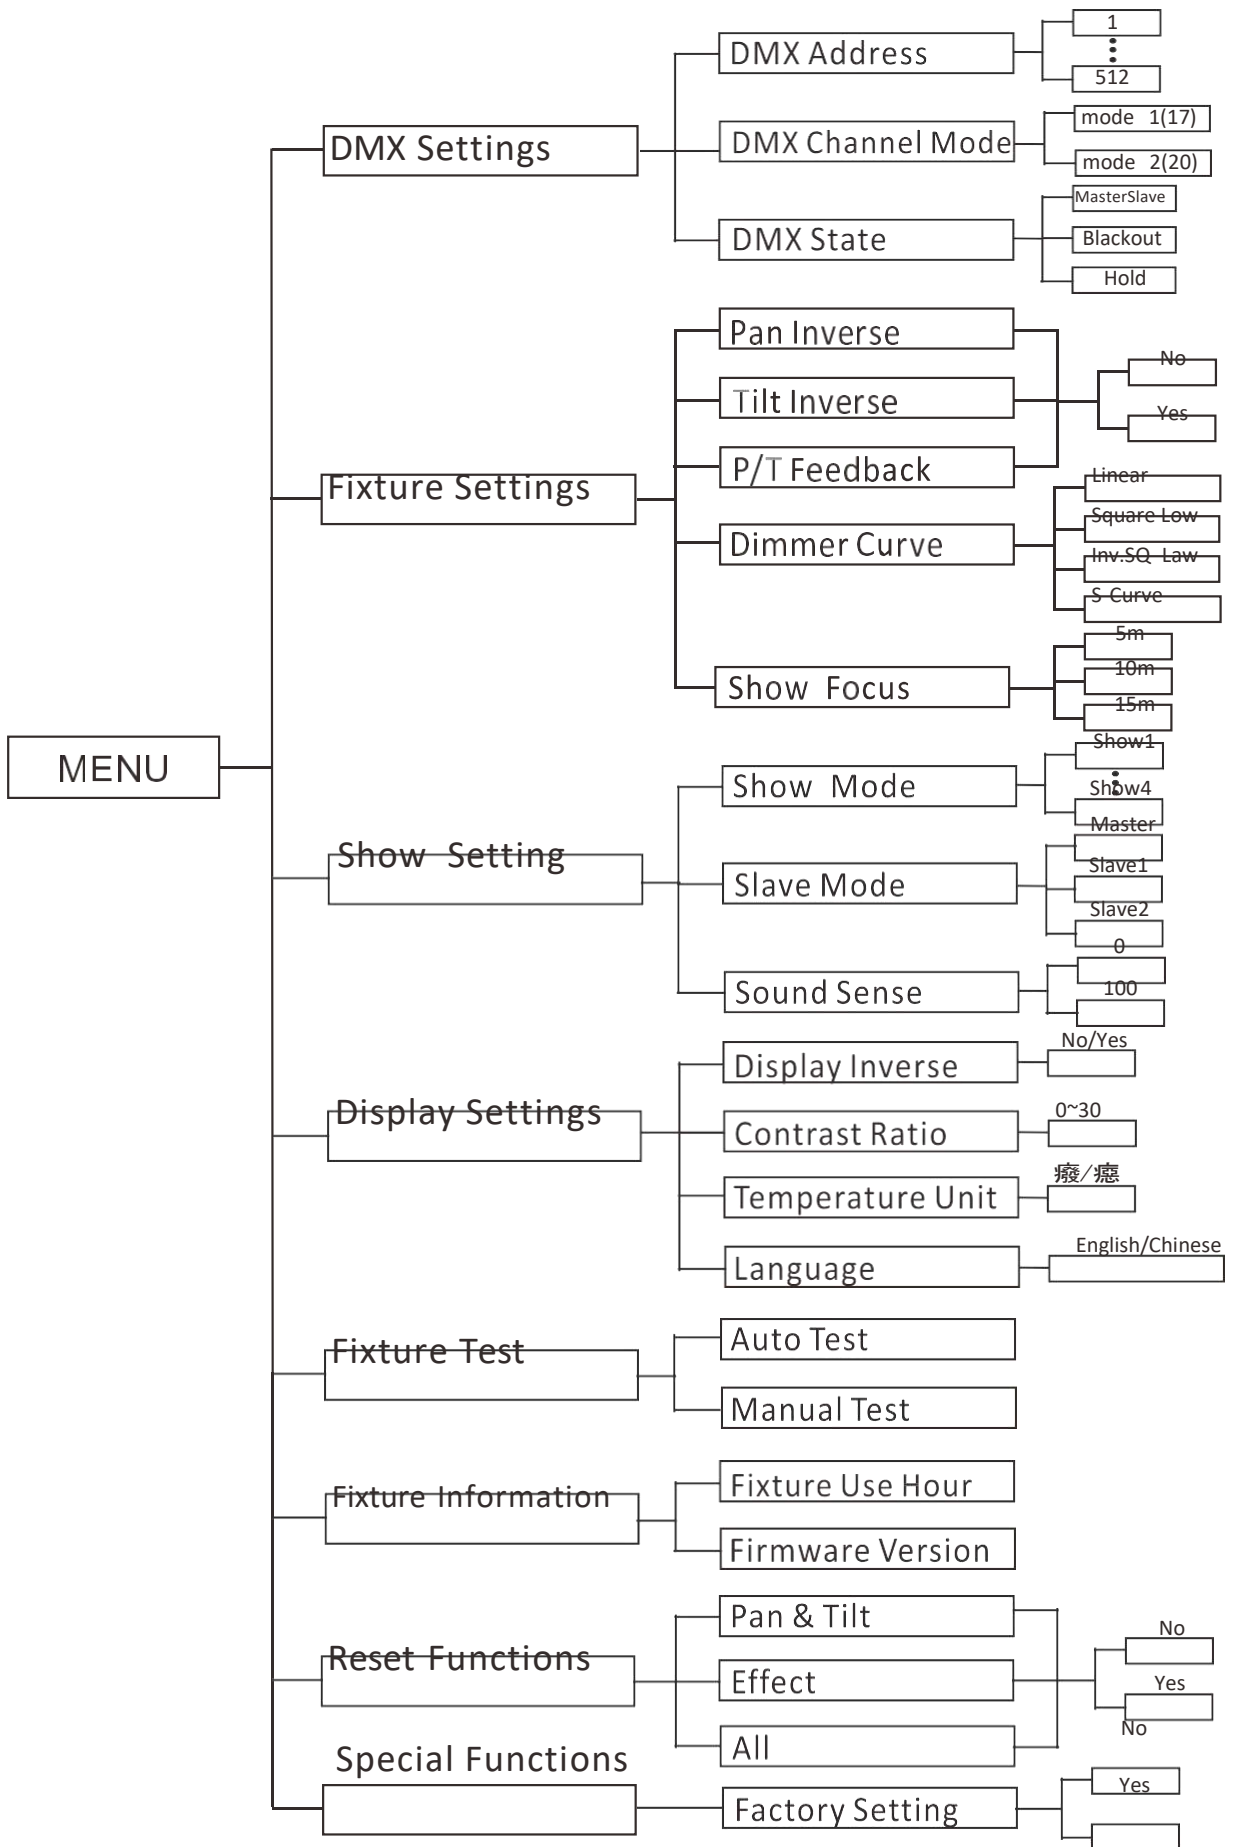 MENU
DMX Settings
DMX Address
1
512
DMX Channel Mode
mode 1(17)
mode 2(20)
DMX State
MasterSlave
Blackout
Hold
Fixture Settings
Pan Inverse
Tilt Inverse
P/T Feedback
No
Yes
Dimmer Curve
Linear
Square Low
Inv.SQ Law
S-Curve
Show Focus
5m
10m
15m
Show Setting
Show Mode
Show1
Show4
Slave Mode
Master
Slave1
Slave2
Sound Sense
0
100
Display Settings
Display Inverse
No/Yes
Contrast Ratio
0~30
Temperature Unit
Language
English/Chinese
Fixture Test
Auto Test
Manual Test
Fixture Information
Fixture Use Hour
Firmware Version
Reset Functions
Pan & Tilt
Effect
All
No
Yes
Special Functions
Factory Setting
No
Yes